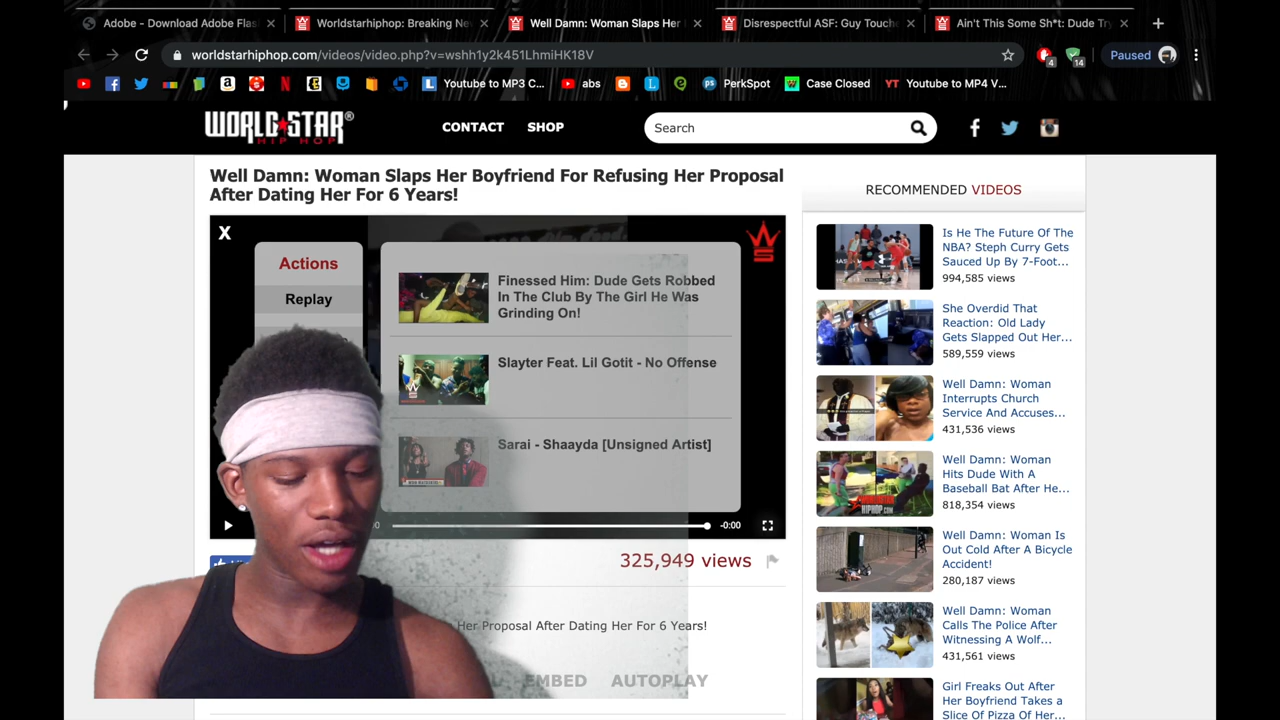 Adobe - Download Adobe Flas
Worldstarhiphop: Breaking Ne
Well Damn: Woman Slaps Her
Disrespectful ASF: Guy Touch
Ain't This Some Sh*t: Dude Tr
worldstarhiphop.com/videos/video.php?v=wshh1y2k451LhmiHK18V
4
14
Paused
Youtube to MP3 C...
abs
PerkSpot
Case Closed
YT Youtube to MP4 V...
WORLDSTAR®
HIP HOP
CONTACT
SHOP
Search
Well Damn: Woman Slaps Her Boyfriend For Refusing Her Proposal
After Dating Her For 6 Years!
X
Actions
Replay
Finessed Him: Dude Gets Robbed
In The Club By The Girl He Was
Grinding On!
Slayter Feat. Lil Gotit - No Offense
Sarai - Shaayda [Unsigned Artist]
-0:00
325,949 views
Her Proposal After Dating Her For 6 Years!
EMBED
AUTOPLAY
RECOMMENDED VIDEOS
Is He The Future Of The
NBA? Steph Curry Gets
Sauced Up By 7-Foot...
994,585 views
She Overdid That
Reaction: Old Lady
Gets Slapped Out Her...
589,559 views
Well Damn: Woman
Interrupts Church
Service And Accuses...
431,536 views
Well Damn: Woman
Hits Dude With A
Baseball Bat After He...
818,354 views
Well Damn: Woman Is
Out Cold After A Bicycle
Accident!
280,187 views
Well Damn: Woman
Calls The Police After
Witnessing A Wolf...
431,561 views
Girl Freaks Out After
Her Boyfriend Takes a
Slice Of Pizza Of Her...